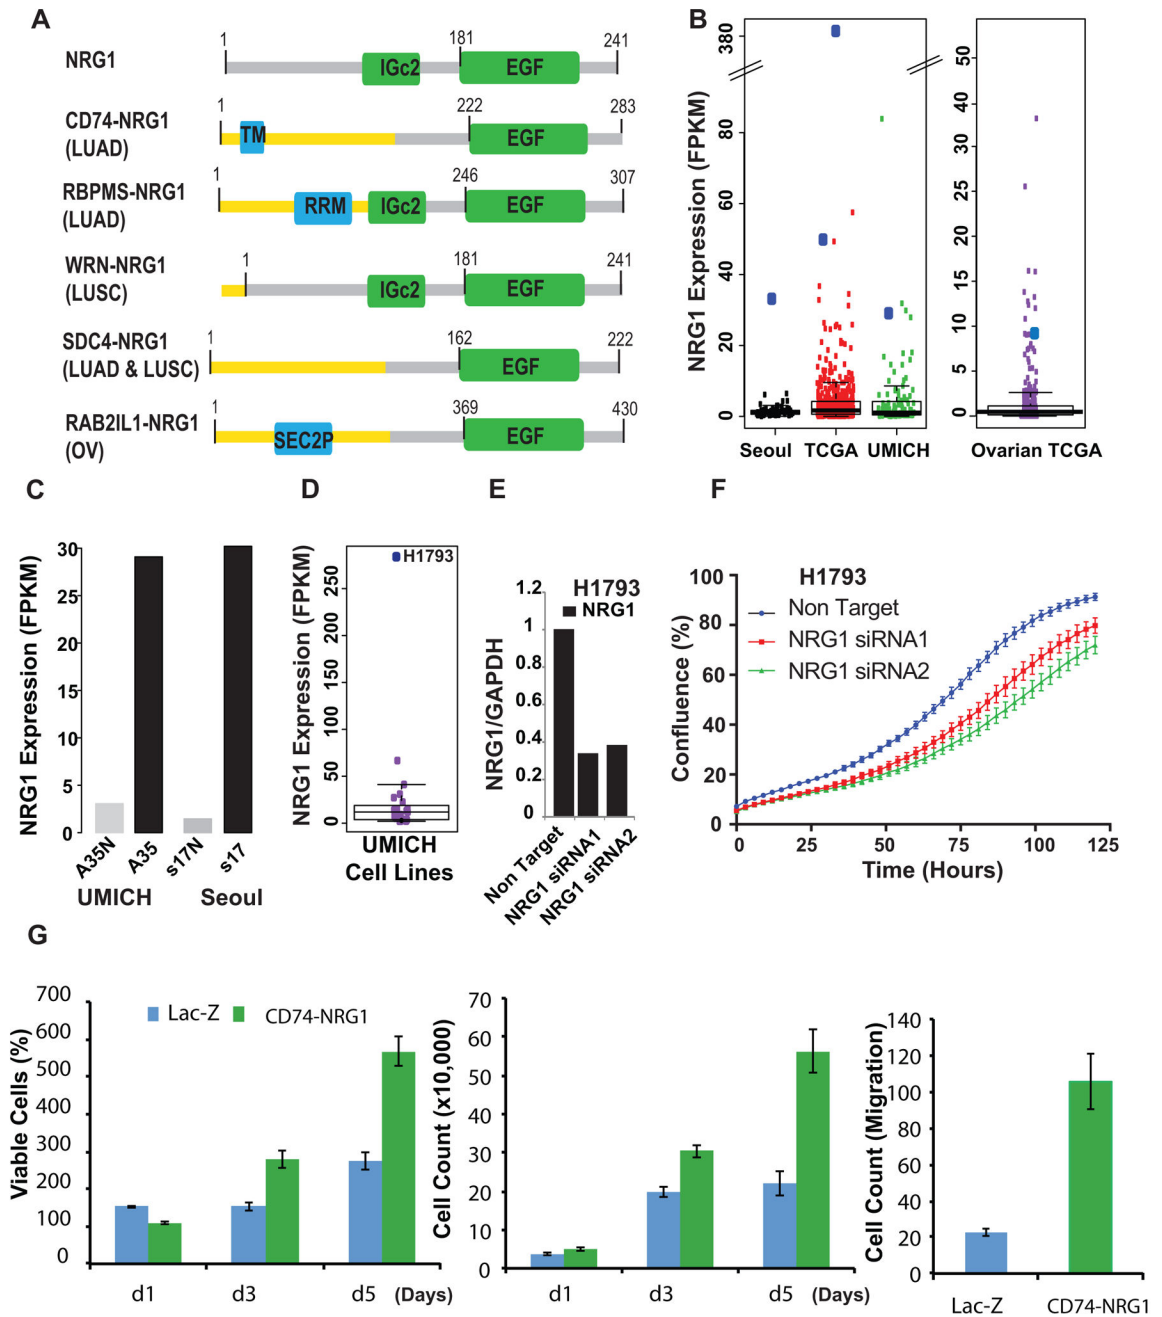 A
NRG1
1
181
241
IGc2
EGF
CD74-NRG1
(LUAD)
1
222
283
TM
EGF
RBPMS-NRG1
(LUAD)
1
246
307
RRM
IGc2
EGF
WRN-NRG1
(LUSC)
1
181
241
IGc2
EGF
SDC4-NRG1
(LUAD & LUSC)
1
162
222
EGF
RAB2IL1-NRG1
(OV)
1
369
430
SEC2P
EGF
B
NRG1 Expression (FPKM)
380
80
60
40
20
0
Seoul TCGA UMICH
50
40
30
25
20
15
10
5
0
Ovarian TCGA
C
NRG1 Expression (FPKM)
30
25
20
15
10
5
0
A35N
A35
s17N
s17
UMICH
Seoul
D
NRG1 Expression (FPKM)
250
200
150
100
50
0
H1793
UMICH
Cell Lines
E
H1793
NRG1
NRG1/GAPDH
1.2
1
0.8
0.6
0.4
0.2
0
Non Target
NRG1 siRNA1
NRG1 siRNA2
F
H1793
Non Target
NRG1 siRNA1
NRG1 siRNA2
Confluence (%)
100
80
60
40
20
0
0 25 50 75 100 125
Time (Hours)
G
Lac-Z
CD74-NRG1
Viable Cells (%)
700
600
500
400
300
200
100
0
d1 d3 d5 (Days)
Cell Count (x10,000)
70
60
50
40
30
20
10
0
d1 d3 d5 (Days)
Cell Count (Migration)
140
120
100
80
60
40
20
0
Lac-Z CD74-NRG1